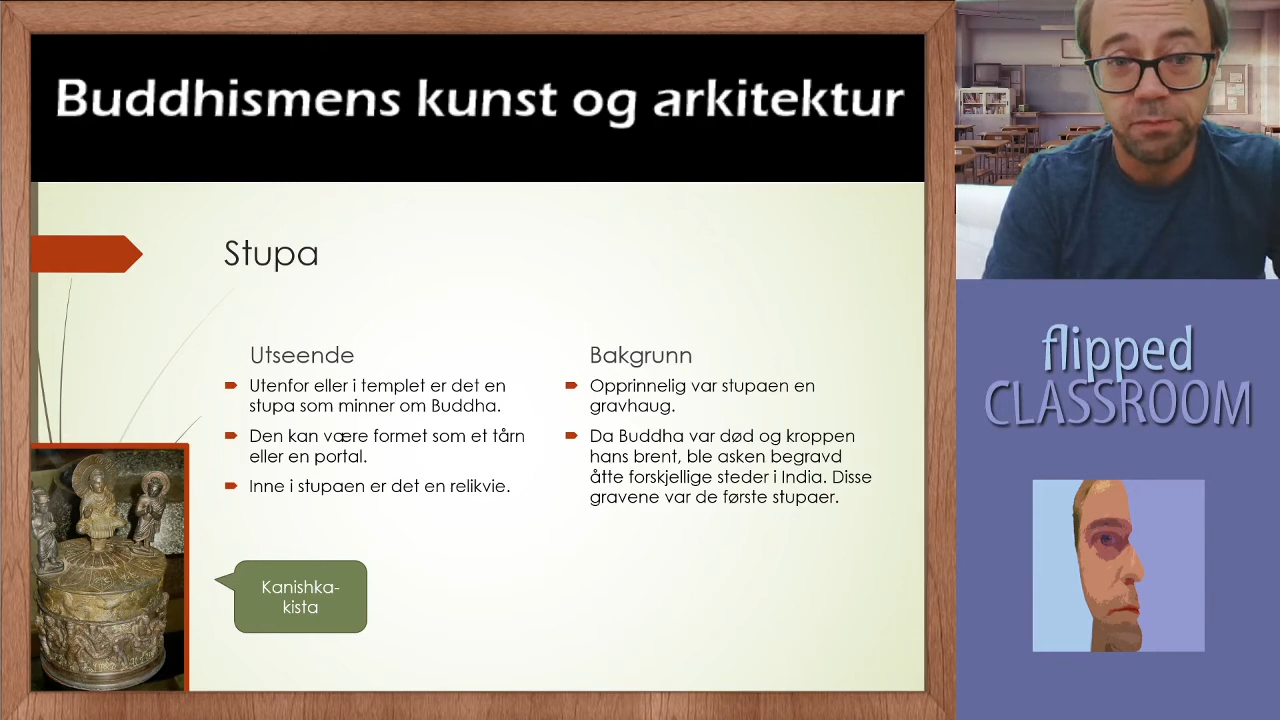 Buddhismens kunst og arkitektur
Stupa
Utseende
Utenfor eller i templet er det en
stupa som minner om Buddha.
Den kan være formet som et tårn
eller en portal.
Inne i stupaen er det en relikvie.
Bakgrunn
Opprinnelig var stupaen en
gravhaug.
Da Buddha var død og kroppen
hans brent, ble asken begravd
åtte forskjellige steder i India. Disse
gravene var de første stupaer.
Kanishka-
kista
flipped
CLASSROOM